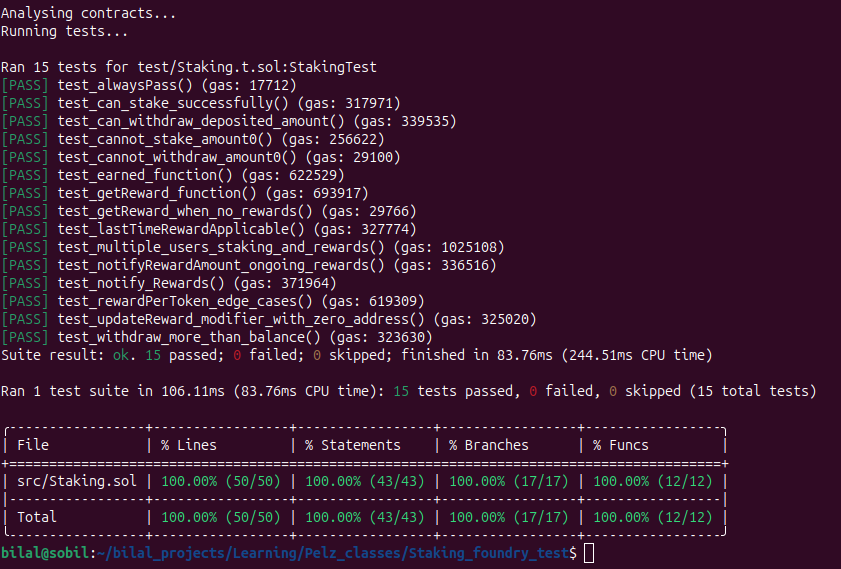 Analysing contracts...
Running tests...
Ran 15 tests for test/Staking.t.sol:StakingTest
[PASS] test_alwaysPass() (gas: 17712)
[PASS] test_can_stake_successfully() (gas: 317971)
[PASS] test_can_withdraw_deposited_amount() (gas: 339535)
[PASS] test_cannot_stake_amount0() (gas: 256622)
[PASS] test_cannot_withdraw_amount0() (gas: 29100)
[PASS] test_earned_function() (gas: 622529)
[PASS] test_getReward_function() (gas: 693917)
[PASS] test_getReward_when_no_rewards() (gas: 29766)
[PASS] test_lastTimeRewardApplicable() (gas: 327774)
[PASS] test_multiple_users_staking_and_rewards() (gas: 1025108)
[PASS] test_notifyRewardAmount_ongoing_rewards() (gas: 336516)
[PASS] test_notify_Rewards() (gas: 371964)
[PASS] test_rewardPerToken_edge_cases() (gas: 619309)
[PASS] test_updateReward_modifier_with_zero_address() (gas: 325020)
[PASS] test_withdraw_more_than_balance() (gas: 323630)
Suite result: ok. 15 passed; 0 failed; 0 skipped; finished in 83.76ms (244.51ms CPU time)
Ran 1 test suite in 106.11ms (83.76ms CPU time): 15 tests passed, 0 failed, 0 skipped (15 total tests)
| File | % Lines | % Statements | % Branches | % Funcs |
| src/Staking.sol | 100.00% (50/50) | 100.00% (43/43) | 100.00% (17/17) | 100.00% (12/12) |
| Total | 100.00% (50/50) | 100.00% (43/43) | 100.00% (17/17) | 100.00% (12/12) |
bilal@sobil:~/bilal_projects/Learning/Pelz_classes/Staking_foundry_test$